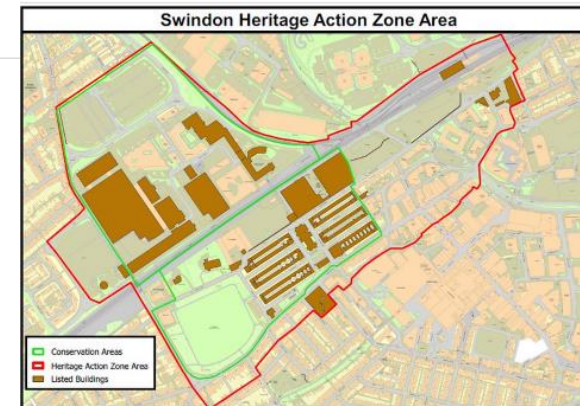 Swindon Heritage Action Zone Area
Conservation Areas
Heritage Action Zone Area
Listed Buildings